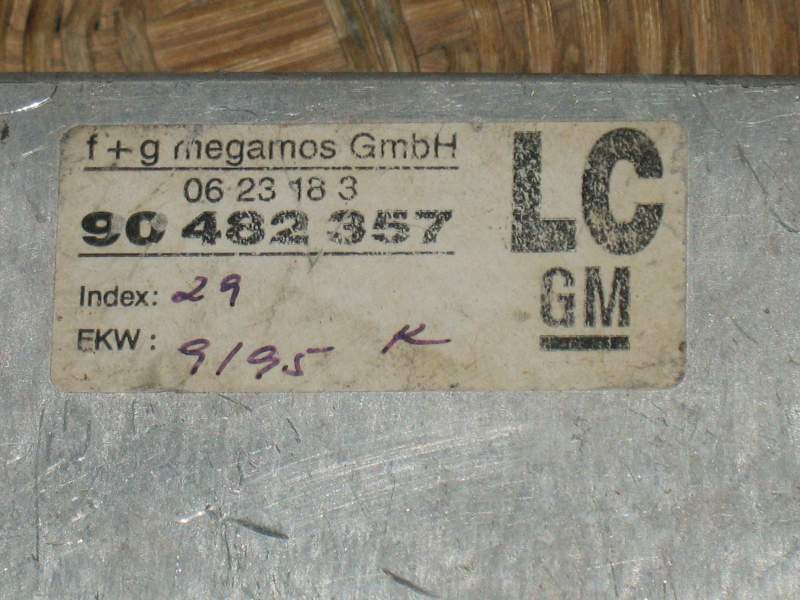 f+g megamos GmbH
06 23 18 3
90 482 357
Index: 29
EKW: 9/95 K
LC
GM